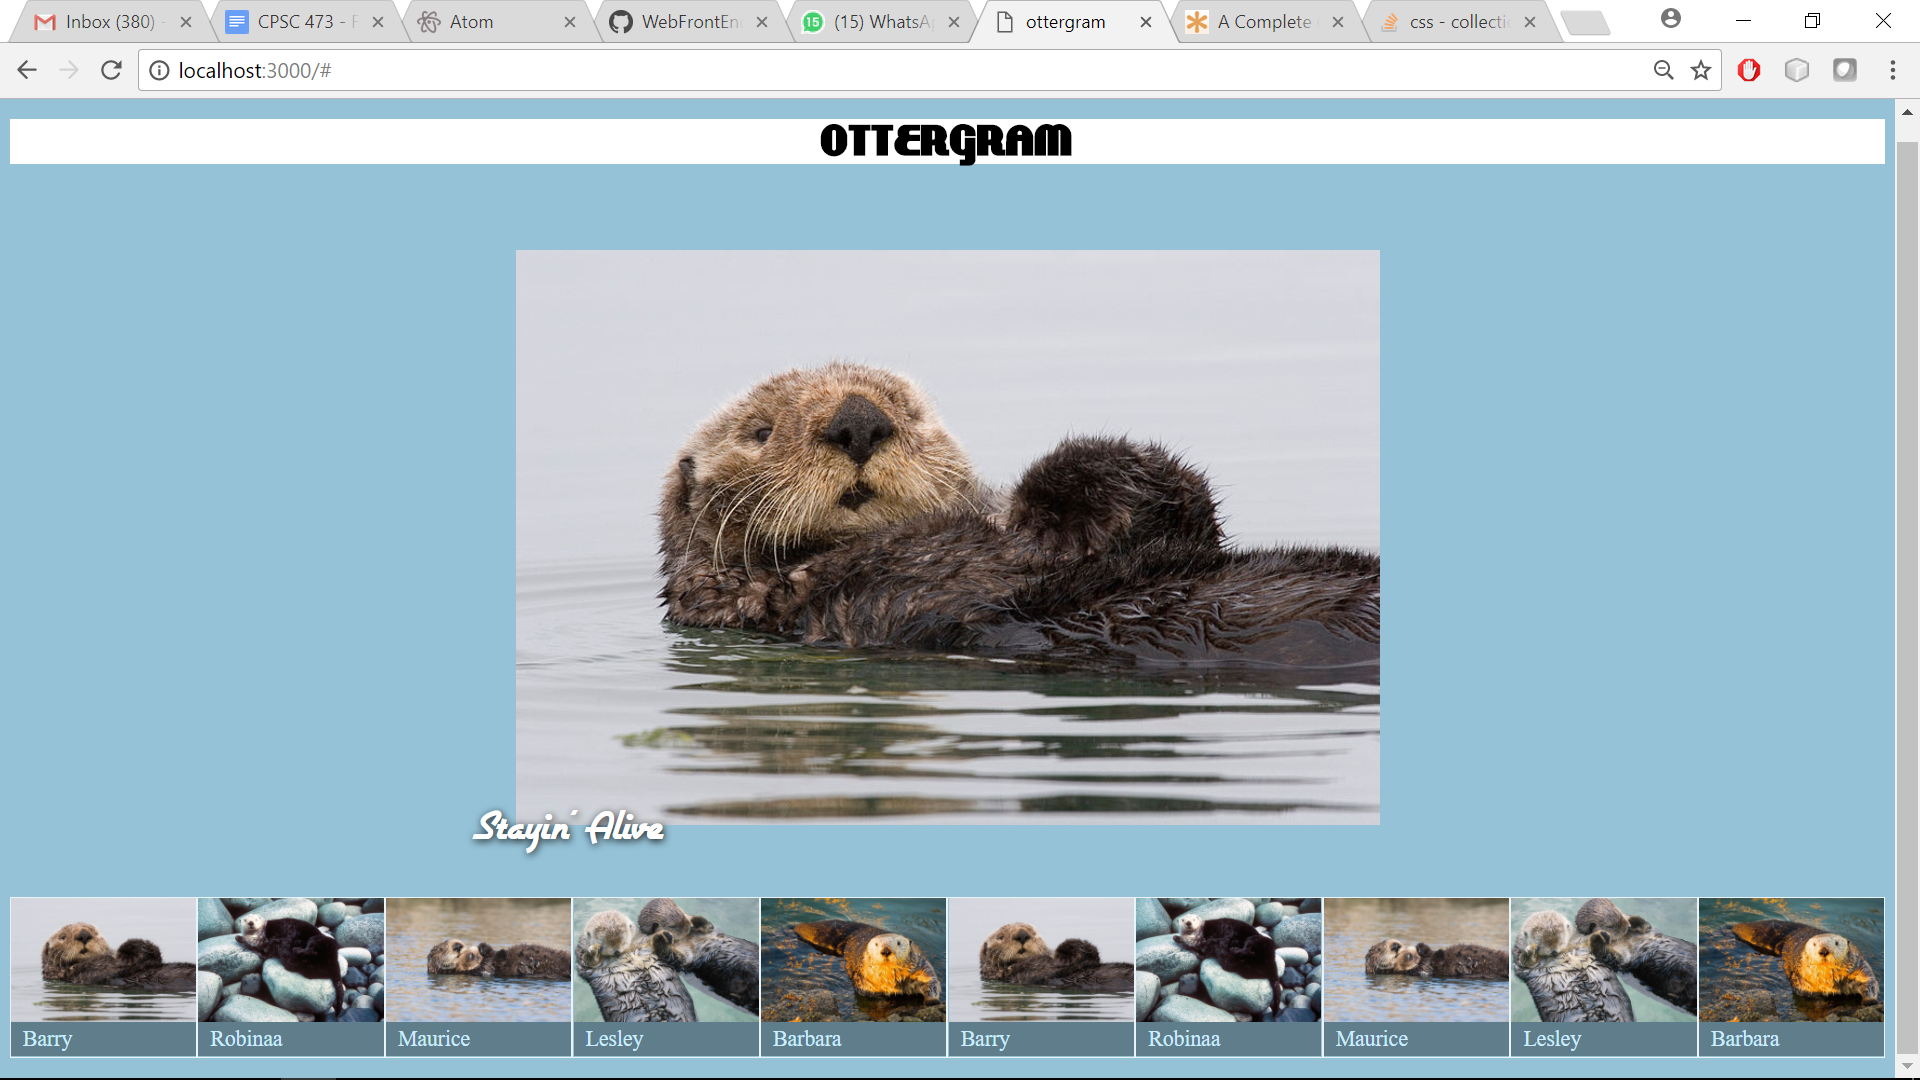 Inbox (380) -
CPSC 473 - F
Atom
WebFrontEn
15
(15) WhatsA
ottergram
A Complete
css - collecti
localhost:3000/#
OTTERGRAM
Stayin' Alive
Barry
Robinaa
Maurice
Lesley
Barbara
Barry
Robinaa
Maurice
Lesley
Barbara